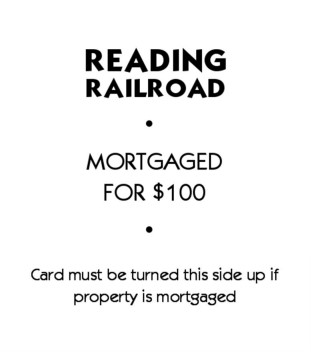 READING
RAILROAD
•
MORTGAGED
FOR $100
•
Card must be turned this side up if
property is mortgaged